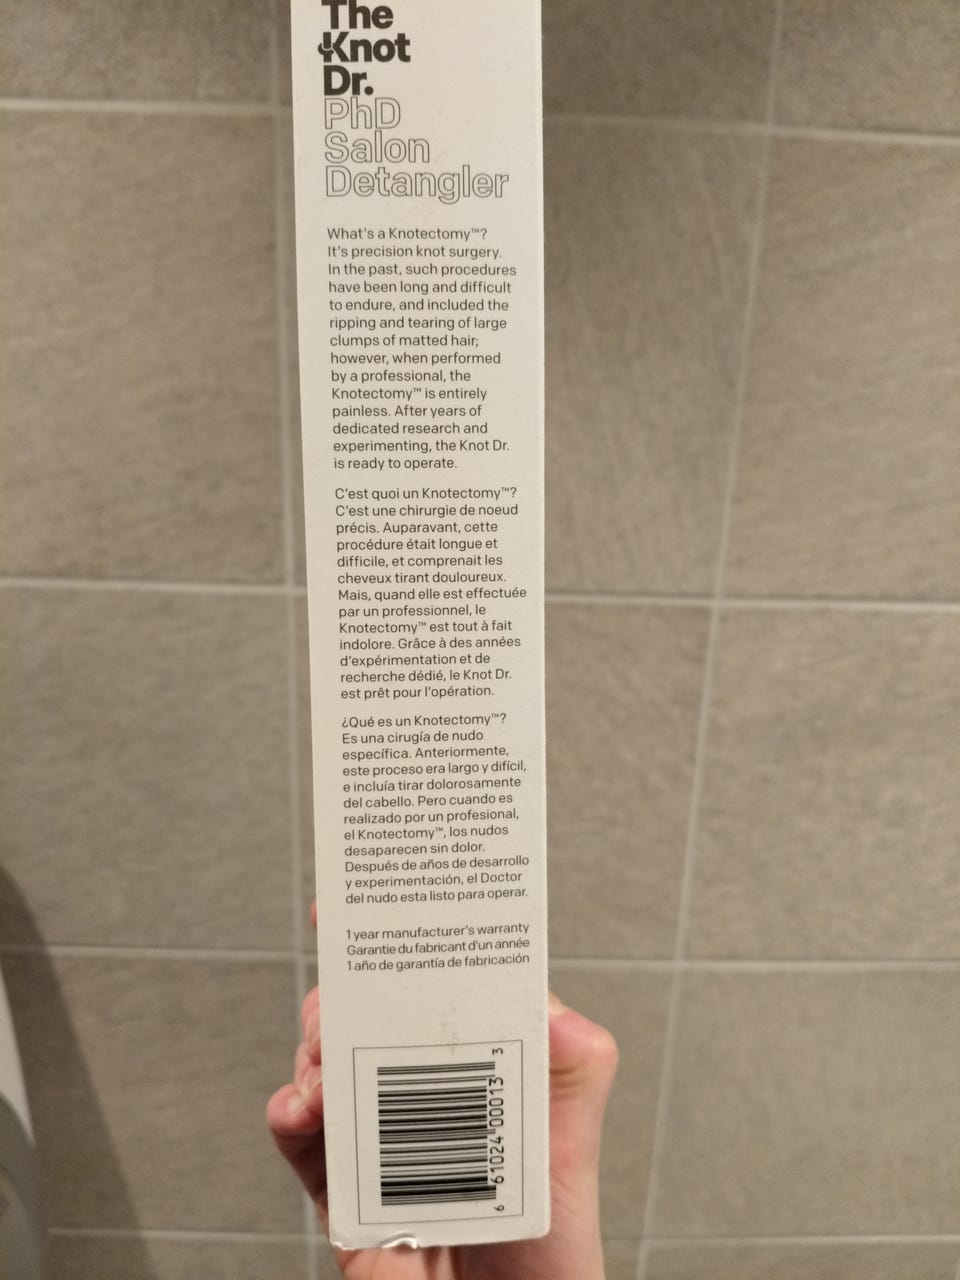 The
Knot
Dr.
PhD
Salon
Detangler
What's a Knotectomy™?
It's precision knot surgery.
In the past, such procedures
have been long and difficult
to endure, and included the
ripping and tearing of large
clumps of matted hair;
however, when performed
by a professional, the
Knotectomy™ is entirely
painless. After years of
dedicated research and
experimenting, the Knot Dr.
is ready to operate.
C'est quoi un Knotectomy™?
C'est une chirurgie de noeud
précis. Auparavant, cette
procédure était longue et
difficile, et comprenait les
cheveux tirant douloureux.
Mais, quand elle est effectuée
par un professionnel, le
Knotectomy™ est tout à fait
indolore. Grâce à des années
d'expérimentation et de
recherche dédié, le Knot Dr.
est prêt pour l'opération.
¿Qué es un Knotectomy™?
Es una cirugía de nudo
específica. Anteriormente,
este proceso era largo y difícil,
e incluía tirar dolorosamente
del cabello. Pero cuando es
realizado por un profesional,
el Knotectomy™, los nudos
desaparecen sin dolor.
Después de años de desarrollo
y experimentación, el Doctor
del nudo esta listo para operar.
1 year manufacturer's warranty
Garantie du fabricant d'un année
1 año de garantía de fabricación
6 61024 00013 3